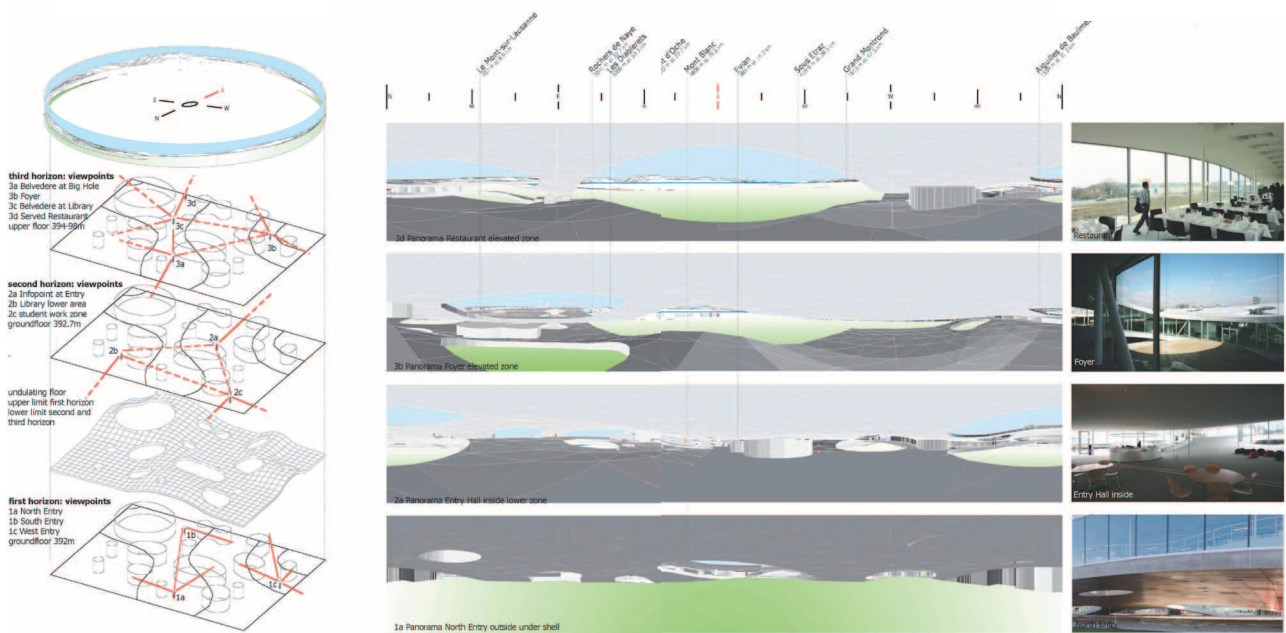 E
S
N
W
third horizon: viewpoints
3a Belvedere at Big Hole
3b Foyer
3c Belvedere at Library
3d Served Restaurant
upper floor 394-98m
3d
3c
3b
3a
second horizon: viewpoints
2a Infopoint at Entry
2b Library lower area
2c student work zone
groundfloor 392.7m
2a
2b
2c
undulating floor
upper limit first horizon
lower limit second and
third horizon
first horizon: viewpoints
1a North Entry
1b South Entry
1c West Entry
groundfloor 392m
1b
1c
1a
Le Mont-sur-Lausanne
Rochers de Naye
Les Diablerets
t d'Oche
Mont Blanc
Evian
Sous Etraz
Grand Montrond
Aiguilles de Baulme
N
E
W
N
3d Panorama Restaurant elevated zone
Restaurant
3b Panorama Foyer elevated zone
Foyer
2a Panorama Entry Hall inside lower zone
Entry Hall inside
1a Panorama North Entry outside under shell
North Entry